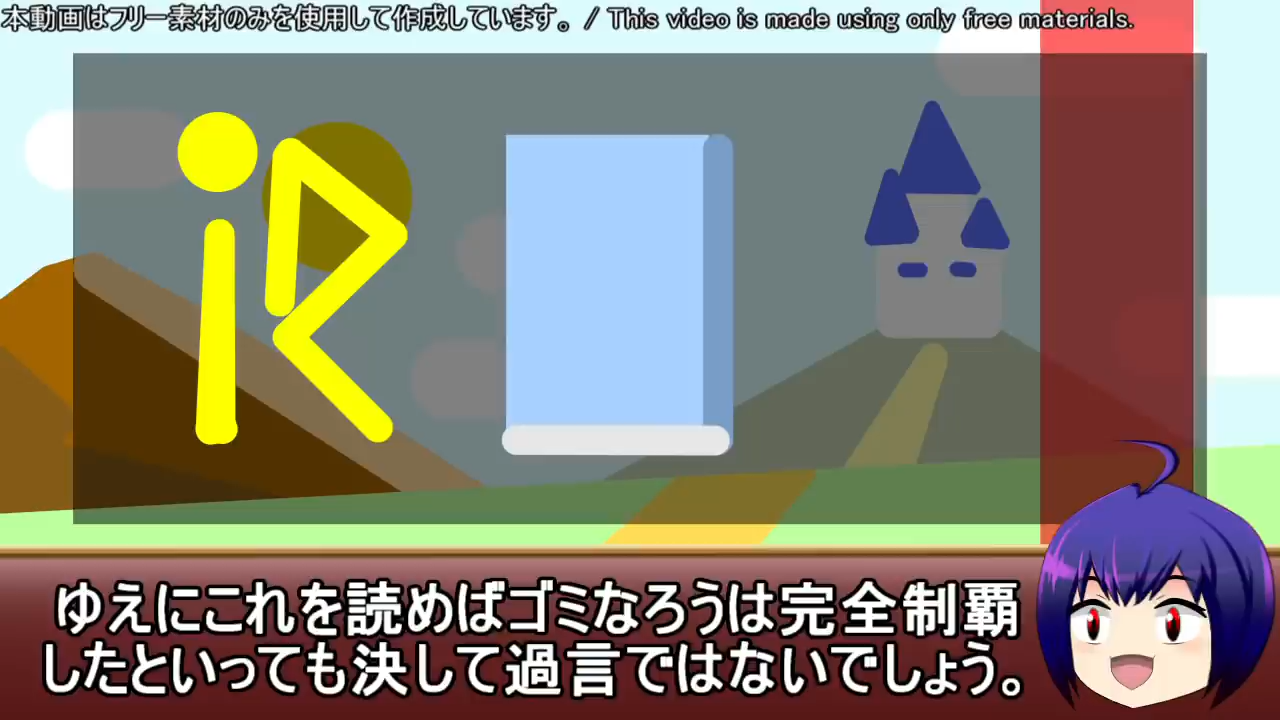 本動画はフリー素材のみを使用して作成しています。 / This video is made using only free materials.
ゆえにこれを読めばゴミなろうは完全制覇
したといっても決して過言ではないでしょう。